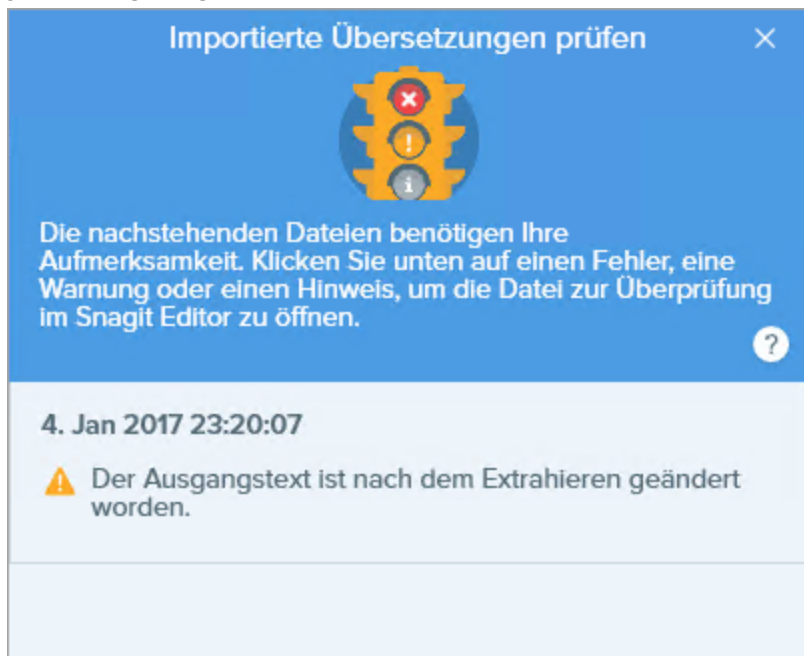 Importierte Übersetzungen prüfen
Die nachstehenden Dateien benötigen Ihre
Aufmerksamkeit. Klicken Sie unten auf einen Fehler, eine
Warnung oder einen Hinweis, um die Datei zur Überprüfung
im Snagit Editor zu öffnen.
?
4. Jan 2017 23:20:07
Der Ausgangstext ist nach dem Extrahieren geändert
worden.